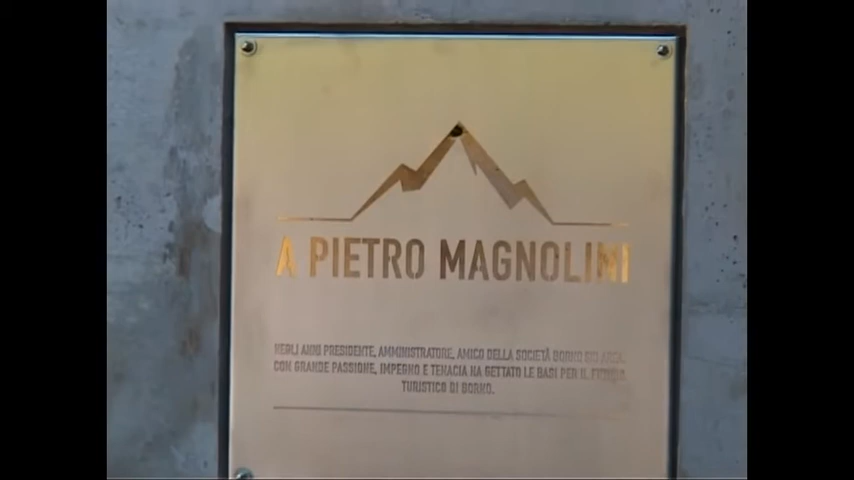 A PIETRO MAGNOLINI
NEGLI ANNI PRESIDENTE, AMMINISTRATORE, AMICO DELLA SOCIETÀ BORNO SKI AREA.
CON GRANDE PASSIONE, IMPEGNO E TENACIA HA GETTATO LE BASI PER IL FUTURO
TURISTICO DI BORNO.